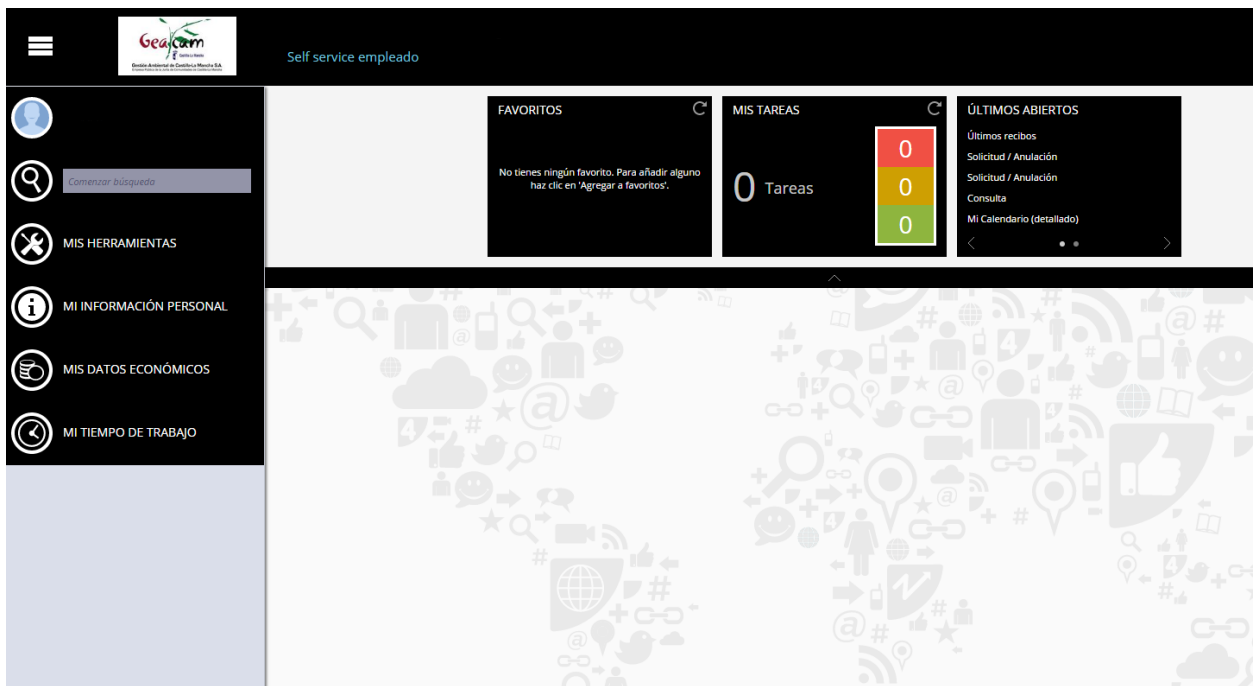 Geacam
Gestión Ambiental de Castilla-La Mancha S.A.
Self service empleado
Comenzar búsqueda
MIS HERRAMIENTAS
MI INFORMACIÓN PERSONAL
MIS DATOS ECONÓMICOS
MI TIEMPO DE TRABAJO
FAVORITOS
No tienes ningún favorito. Para añadir alguno
haz clic en 'Agregar a favoritos'.
MIS TAREAS
0 Tareas
0
0
0
ÚLTIMOS ABIERTOS
Últimos recibos
Solicitud / Anulación
Solicitud / Anulación
Consulta
Mi Calendario (detallado)